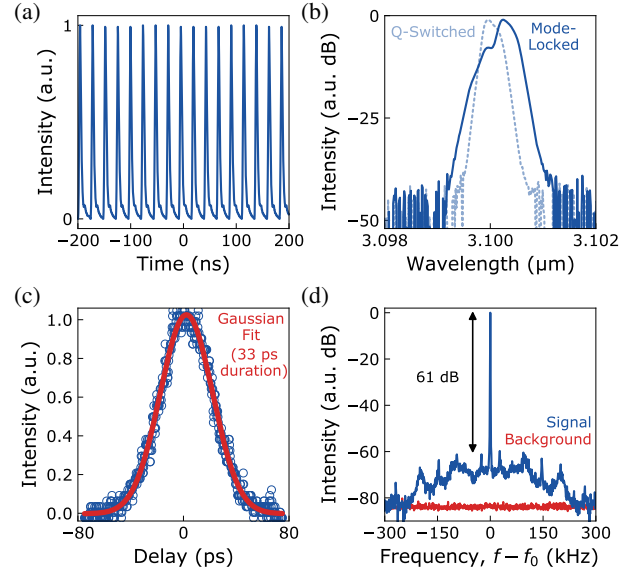 (a)
Intensity (a.u.)
1
0
−200
−100
0
100
200
Time (ns)
(b)
Intensity (a.u. dB)
0
−25
−50
Q-Switched
Mode-
Locked
3.098
3.100
3.102
Wavelength (μm)
(c)
Intensity (a.u.)
1.0
0.8
0.6
0.4
0.2
0.0
Gaussian
Fit
(33 ps
duration)
−80
0
80
Delay (ps)
(d)
Intensity (a.u. dB)
0
−20
−40
−60
−80
61 dB
Signal
Background
−300
−150
0
150
300
Frequency, f−f0 (kHz)